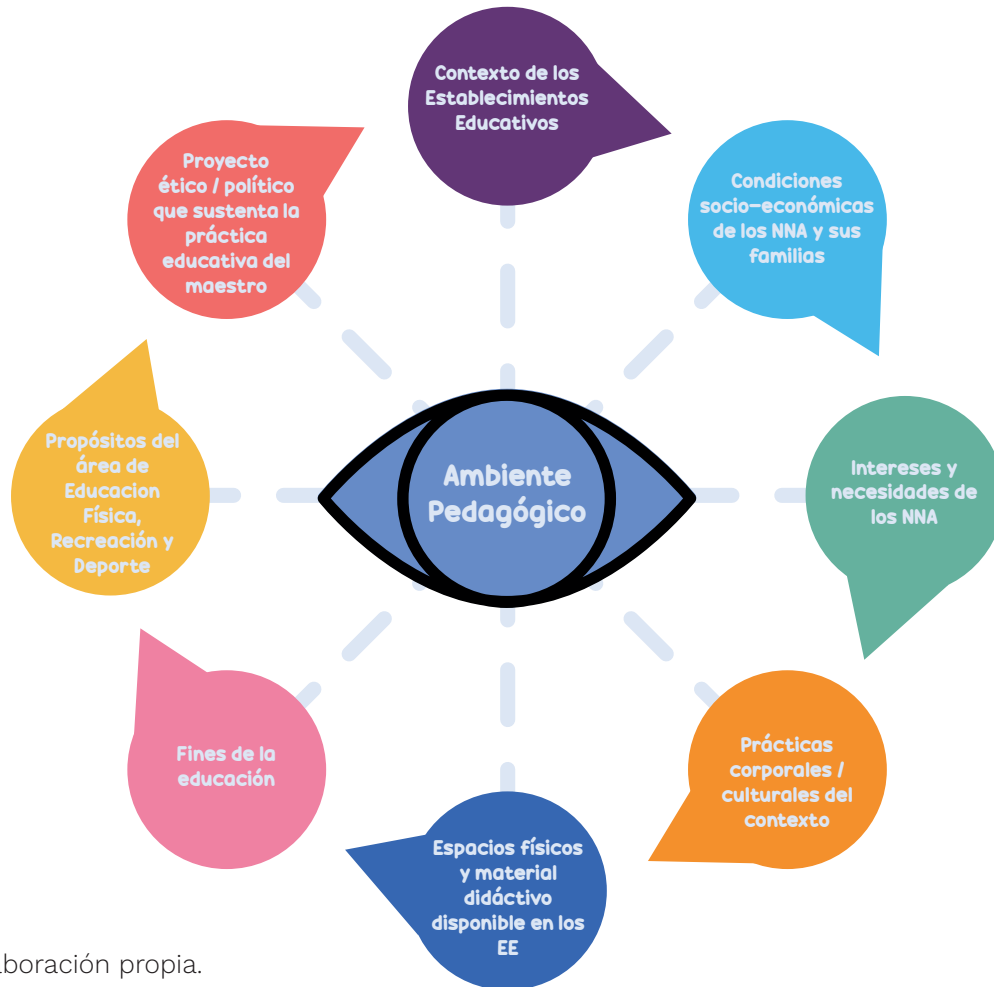 Contexto de los
Establecimientos
Educativos
Condiciones
socio-económicas
de los NNA y sus
familias
Intereses y
necesidades de
los NNA
Prácticas
corporales /
culturales del
contexto
Espacios físicos
y material
didáctivo
disponible en los
EE
Fines de la
educación
Propósitos del
área de
Educacion
Física,
Recreación y
Deporte
Proyecto
ético / político
que sustenta la
práctica
educativa del
maestro
Ambiente
Pedagógico
aboración propia.